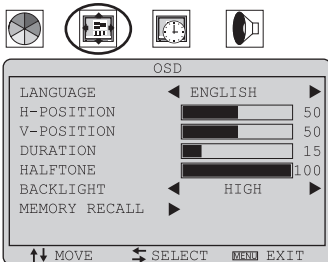 OSD
LANGUAGE ENGLISH
H-POSITION 50
V-POSITION 50
DURATION 15
HALFTONE 100
BACKLIGHT HIGH
MEMORY RECALL
MOVE SELECT MENU EXIT